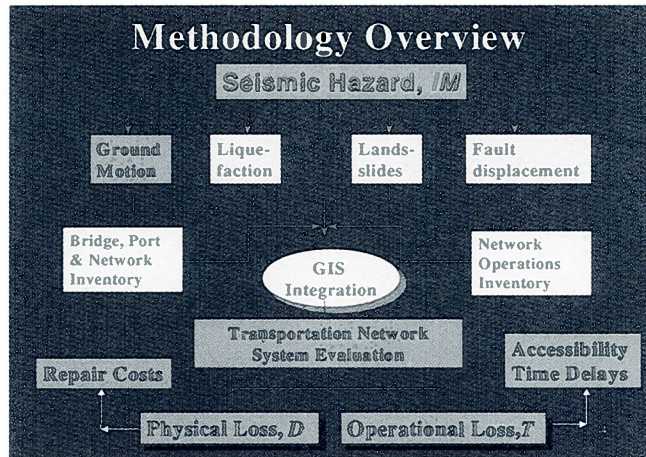 Methodology Overview
Seismic Hazard, IM
Ground
Motion
Lique-
faction
Lands-
slides
Fault
displacement
Bridge, Port
& Network
Inventory
GIS
Integration
Network
Operations
Inventory
Transportation Network
System Evaluation
Repair Costs
Accessibility
Time Delays
Physical Loss, D
Operational Loss,T